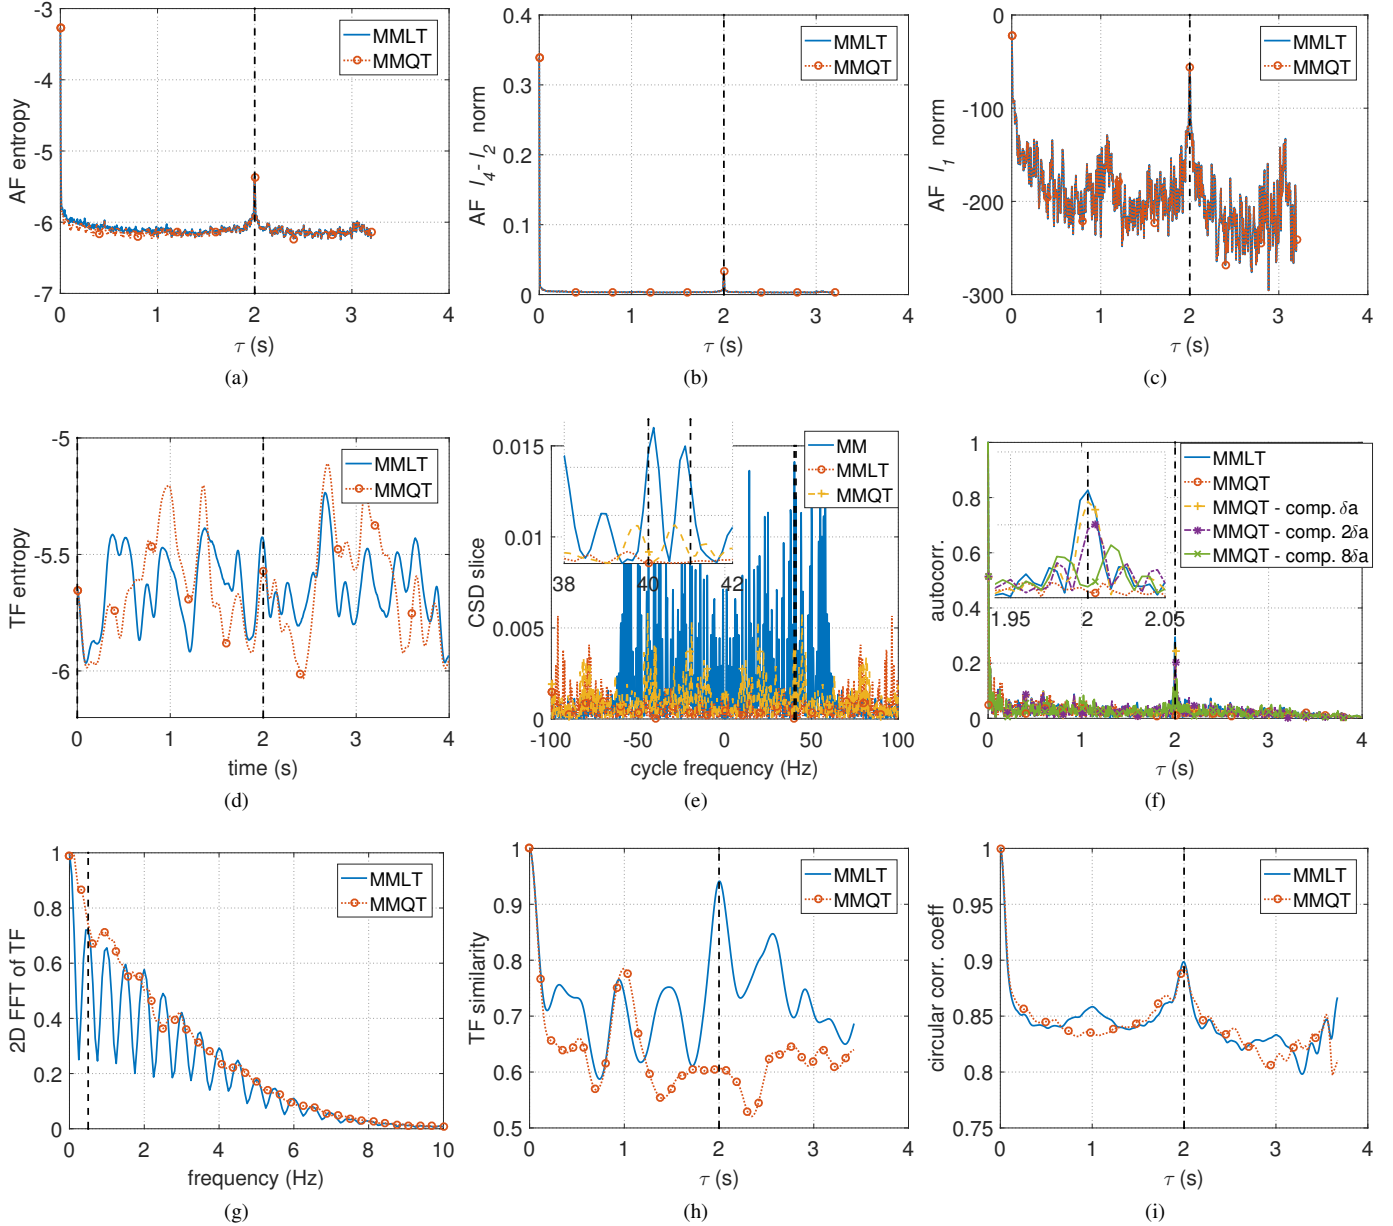 -3
-4
-5
-6
-7
0 1 2 3 4
AF entropy
τ (s)
MMLT
MMQT
(a)
0.4
0.3
0.2
0.1
0
0 1 2 3 4
AF l4- l2 norm
τ (s)
MMLT
MMQT
(b)
0
-100
-200
-300
0 1 2 3 4
AF l1 norm
τ (s)
MMLT
MMQT
(c)
-5
-5.5
-6
0 1 2 3 4
TF entropy
time (s)
MMLT
MMQT
(d)
0.015
0.01
0.005
0
-100 -50 0 50 100
38 40 42
CSD slice
cycle frequency (Hz)
MM
MMLT
MMQT
(e)
1
0.8
0.6
0.4
0.2
0
0 1 2 3 4
1.95 2 2.05
autocorr.
τ (s)
MMLT
MMQT
MMQT - comp. δa
MMQT - comp. 2δa
MMQT - comp. 8δa
(f)
1
0.8
0.6
0.4
0.2
0
0 2 4 6 8 10
2D FFT of TF
frequency (Hz)
MMLT
MMQT
(g)
1
0.9
0.8
0.7
0.6
0.5
0 1 2 3 4
TF similarity
τ (s)
MMLT
MMQT
(h)
1
0.95
0.9
0.85
0.8
0.75
0 1 2 3 4
circular corr. coeff
τ (s)
MMLT
MMQT
(i)